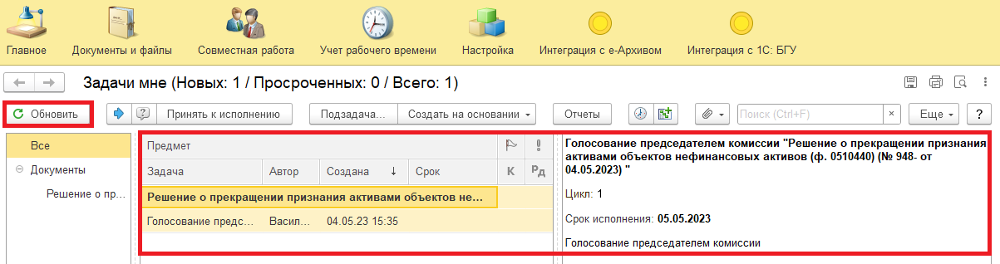 Главное
Документы и файлы
Совместная работа
Учет рабочего времени
Настройка
Интеграция с е-Архивом
Интеграция с 1С: БГУ
Задачи мне (Новых: 1 / Просроченных: 0 / Всего: 1)
Обновить
Принять к исполнению
Подзадача...
Создать на основании
Отчеты
Поиск (Ctrl+F)
×
Еще
?
Все
Документы
Решение о пр...
Предмет
Задача
Автор
Создана ↓
Срок
К
РД
Решение о прекращении признания активами объектов не...
Голосование предс...
Васил...
04.05.23 15:35
Голосование председателем комиссии "Решение о прекращении признания
активами объектов нефинансовых активов (ф. 0510440) (№ 948- от
04.05.2023) "
Цикл: 1
Срок исполнения: 05.05.2023
Голосование председателем комиссии